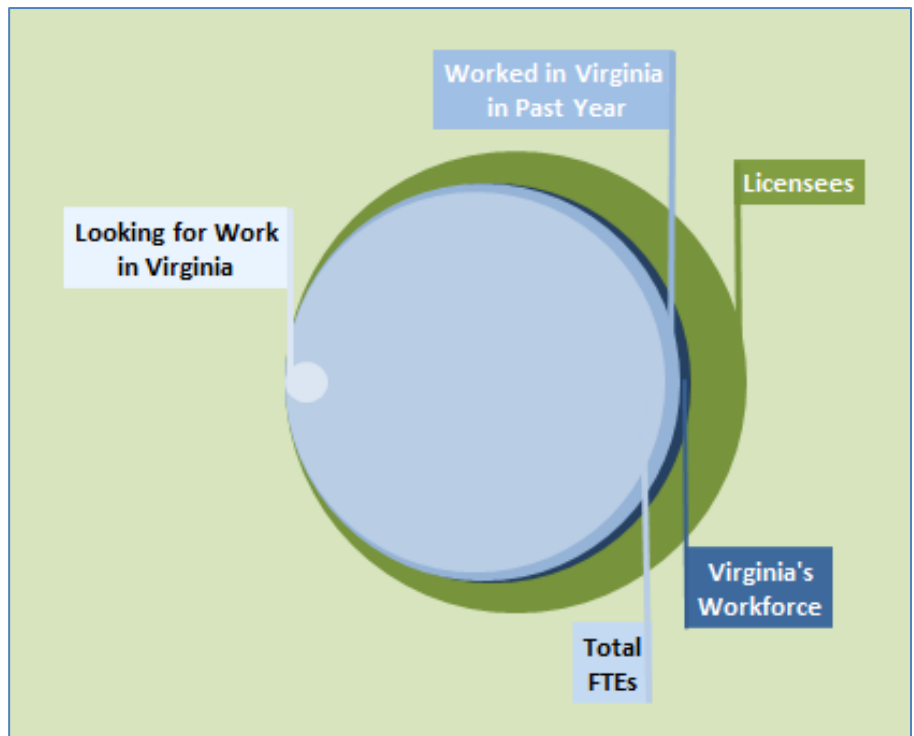 Worked in Virginia
in Past Year
Licensees
Looking for Work
in Virginia
Virginia's
Workforce
Total
FTEs